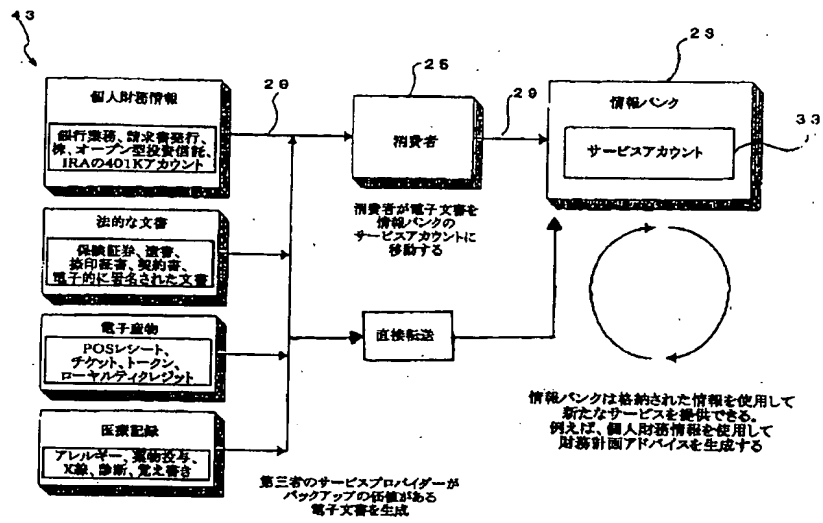 43
個人財務情報
銀行業務、請求書発行、
株、オープン型投資信託、
IRAの401Kアカウント
法的な文書
保険証券、遺書、
捺印証書、契約書、
電子的に署名された文書
電子産物
POSレシート、
チケット、トークン、
ローヤルティクレジット
医療記録
アレルギー、薬物投与、
X線、診断、覚え書き
29
第三者のサービスプロバイダーが
バックアップの価値がある
電子文書を生成
25
消費者
消費者が電子文書を
情報バンクの
サービスアカウントに
移動する
直接転送
29
23
情報バンク
サービスアカウント
33
情報バンクは格納された情報を使用して
新たなサービスを提供できる。
例えば、個人財務情報を使用して
財務計画アドバイスを生成する